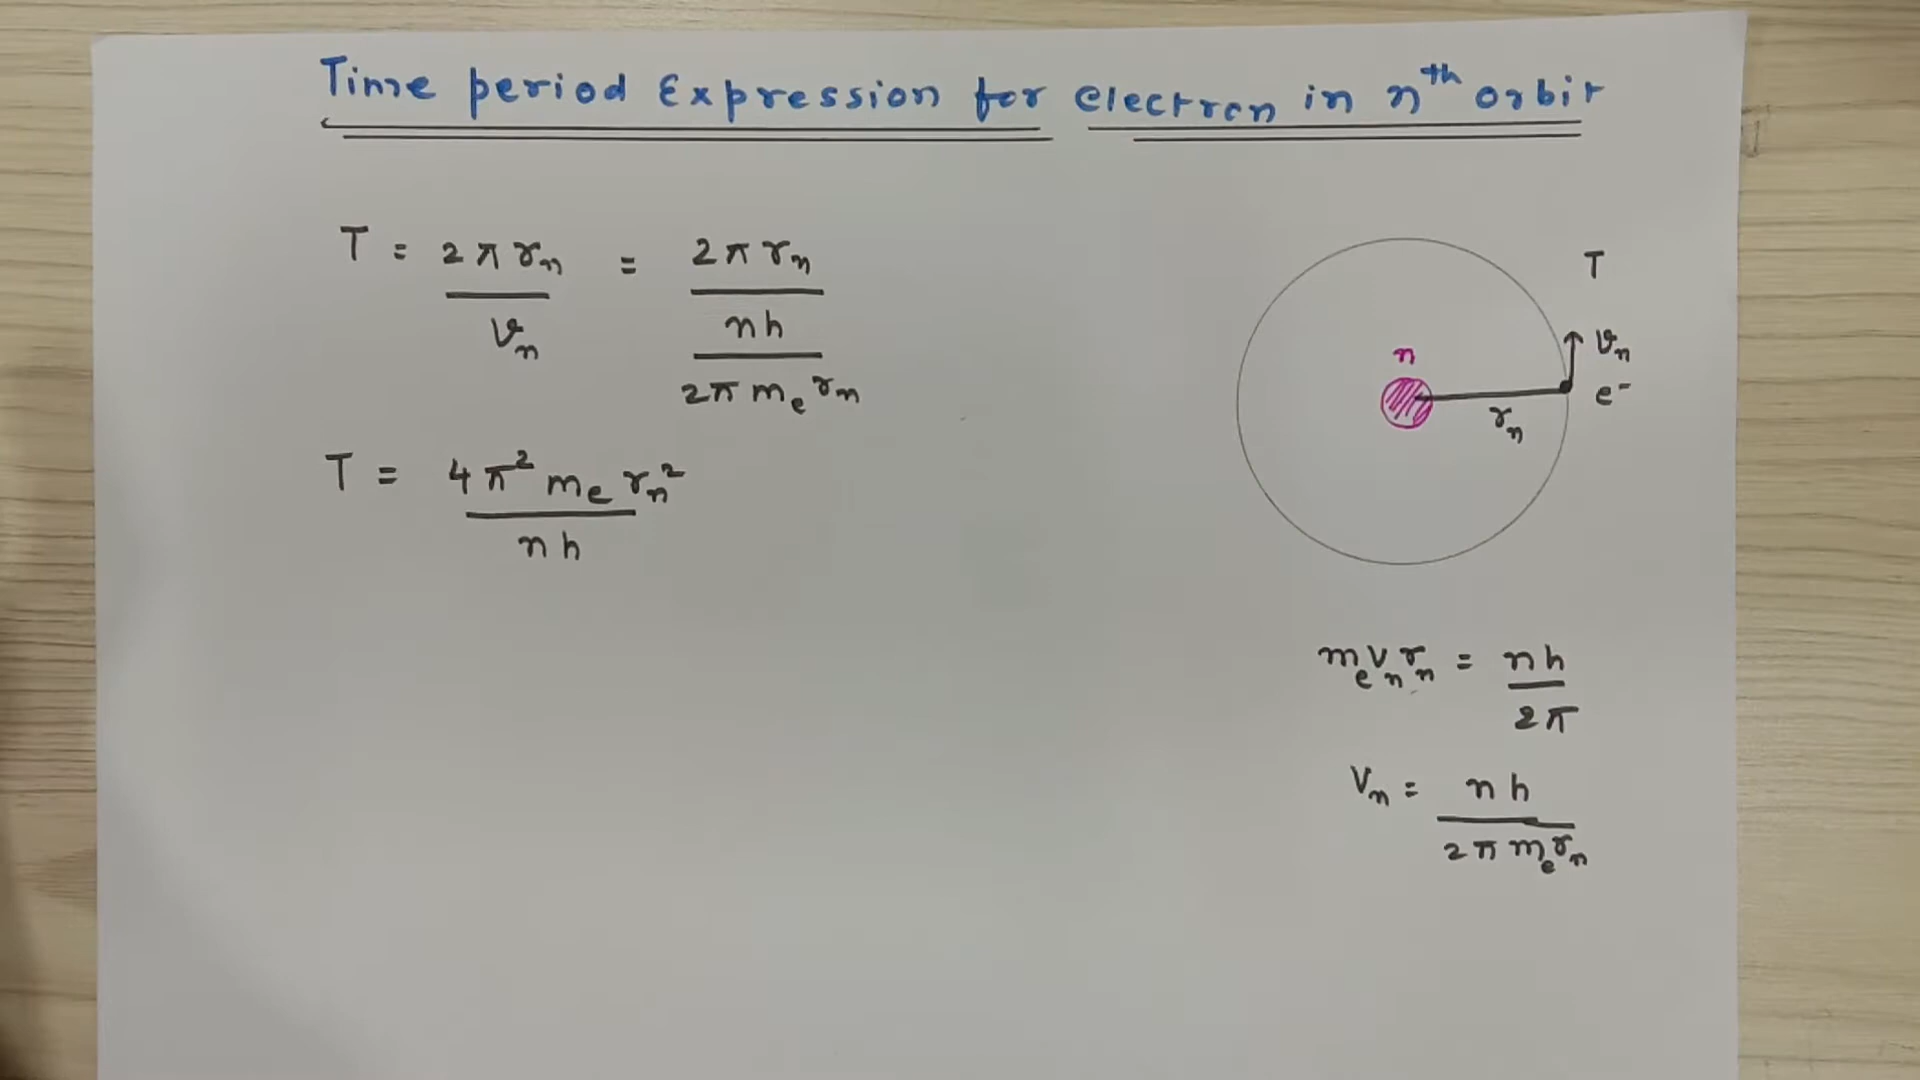 Time period Expression for electron in nth orbit
T = 2πrn / vn = 2πrn / (nh / 2πmern)
T = 4π²mern² / nh
T
n
vn
e-
rn
mevnrn = nh / 2π
Vn = nh / 2πmern